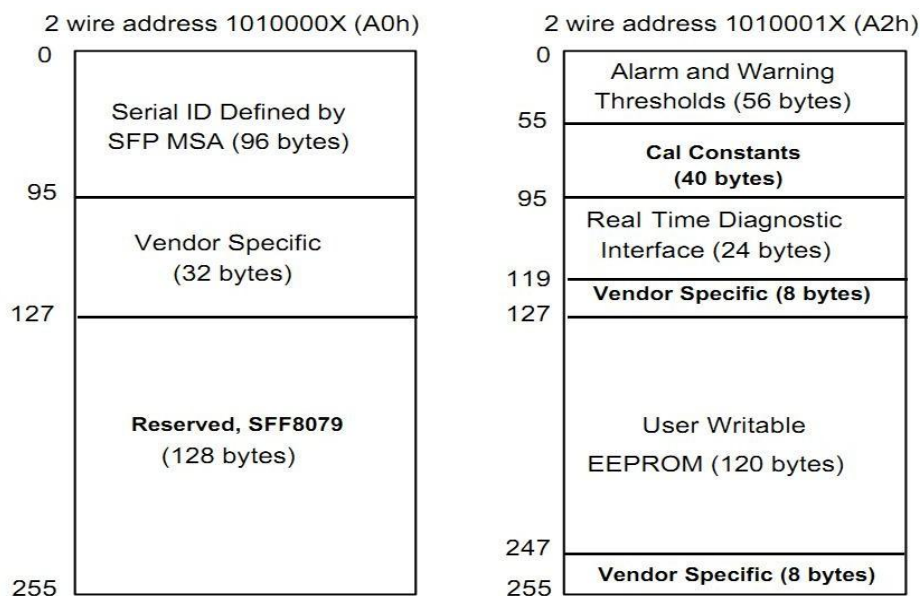 2 wire address 1010000X (A0h)
0
Serial ID Defined by
SFP MSA (96 bytes)
95
Vendor Specific
(32 bytes)
127
Reserved, SFF8079
(128 bytes)
255
2 wire address 1010001X (A2h)
0
Alarm and Warning
Thresholds (56 bytes)
55
Cal Constants
(40 bytes)
95
Real Time Diagnostic
Interface (24 bytes)
119
Vendor Specific (8 bytes)
127
User Writable
EEPROM (120 bytes)
247
Vendor Specific (8 bytes)
255